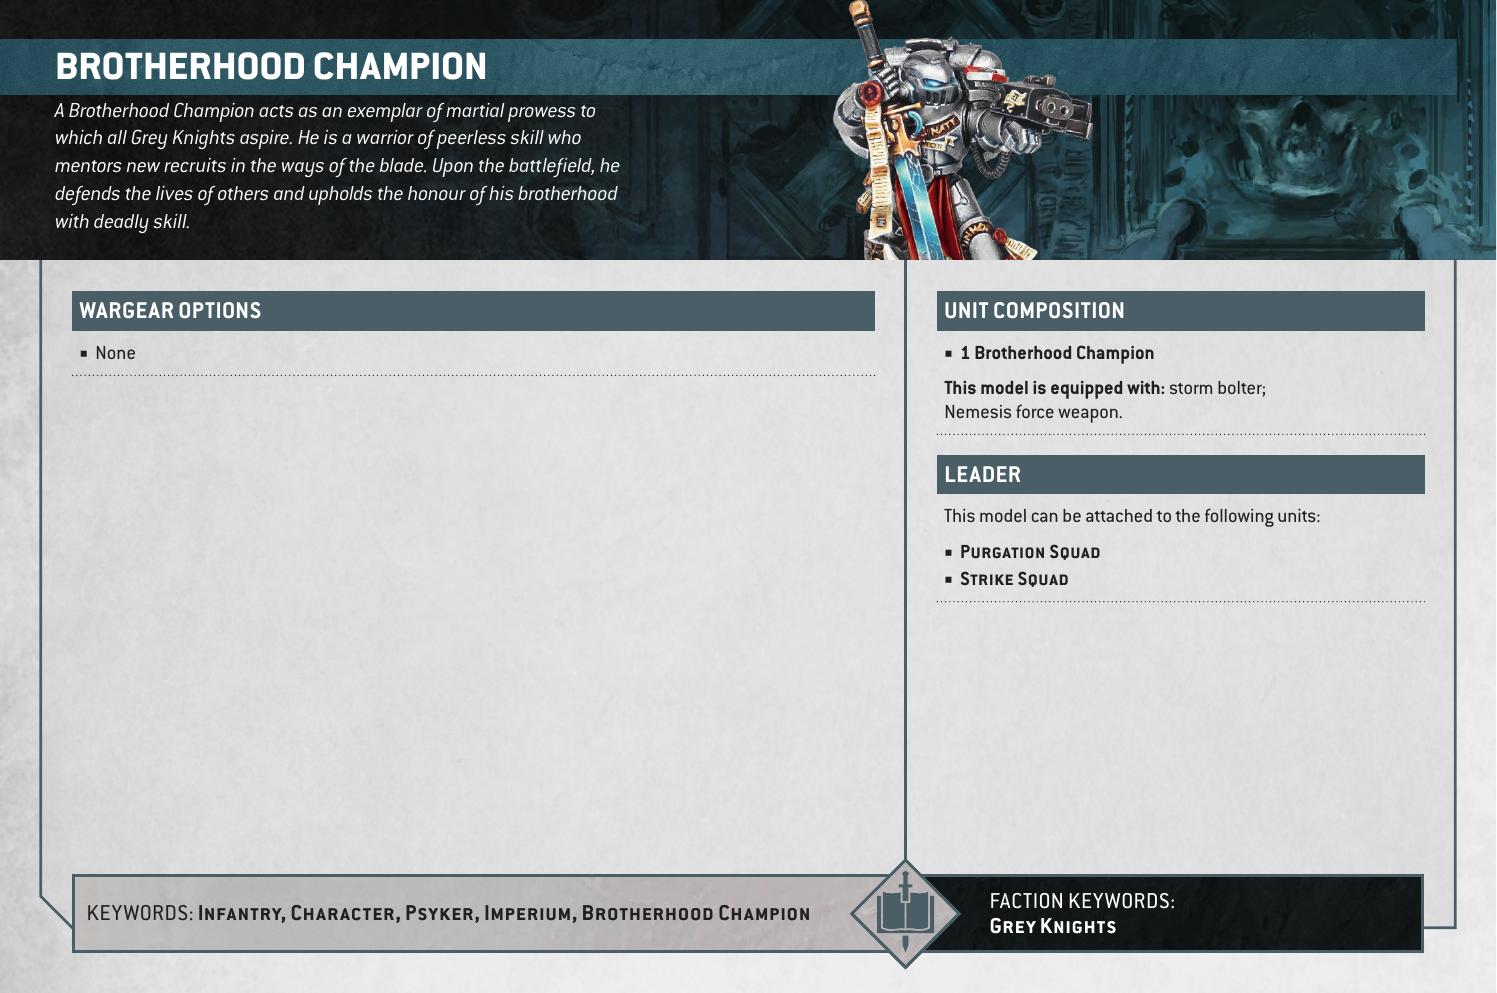 BROTHERHOOD CHAMPION
A Brotherhood Champion acts as an exemplar of martial prowess to
which all Grey Knights aspire. He is a warrior of peerless skill who
mentors new recruits in the ways of the blade. Upon the battlefield, he
defends the lives of others and upholds the honour of his brotherhood
with deadly skill.
WARGEAR OPTIONS
▪ None
UNIT COMPOSITION
▪ 1 Brotherhood Champion
This model is equipped with: storm bolter;
Nemesis force weapon.
LEADER
This model can be attached to the following units:
▪ Purgation Squad
▪ Strike Squad
KEYWORDS: Infantry, Character, Psyker, Imperium, Brotherhood Champion
FACTION KEYWORDS:
Grey Knights